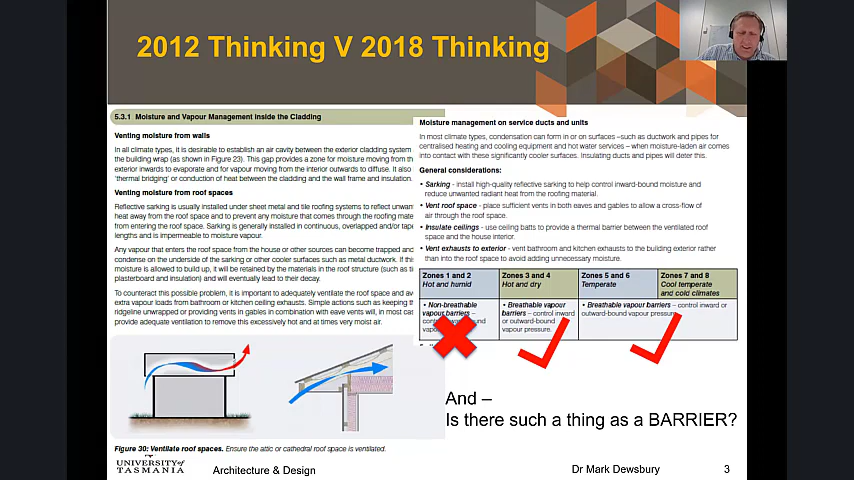 2012 Thinking V 2018 Thinking
5.3.1 Moisture and Vapour Management inside the Cladding
Venting moisture from walls
In all climate types, it is desirable to establish an air cavity between the exterior cladding system
the building wrap (as shown in Figure 23). This gap provides a zone for moisture moving from th
exterior inwards to evaporate and for vapour moving from the interior outwards to diffuse. It also
'thermal bridging' or conduction of heat between the cladding and the wall frame and insulation.
Venting moisture from roof spaces
Reflective sarking is usually installed under sheet metal and tile roofing systems to reflect unwan
heat away from the roof space and to prevent any moisture that comes through the roofing mate
from entering the roof space. Sarking is generally installed in continuous, overlapped and/or tape
lengths and is impermeable to moisture vapour.
Any vapour that enters the roof space from the house or other sources can become trapped and
condense on the underside of the sarking or other cooler surfaces such as metal ductwork. If this
moisture is allowed to build up, it will be retained by the materials in the roof structure (such as ti
plasterboard and insulation) and will eventually lead to their decay.
To counteract this possible problem, it is important to adequately ventilate the roof space and av
extra vapour loads from bathroom or kitchen ceiling exhausts. Simple actions such as keeping th
ridgeline unwrapped or providing vents in gables in combination with eave vents will, in most cas
provide adequate ventilation to remove this excessively hot and at times very moist air.
Figure 30: Ventilate roof spaces. Ensure the attic or cathedral roof space is ventilated.
Moisture management on service ducts and units
In most climate types, condensation can form in or on surfaces –such as ductwork and pipes for
centralised heating and cooling equipment and hot water services – when moisture-laden air comes
into contact with these significantly cooler surfaces. Insulating ducts and pipes will deter this.
General considerations:
• Sarking - install high-quality reflective sarking to help control inbound-moisture and
reduce unwanted radiant heat from the roofing material.
• Vent roof space - place sufficient vents in both eaves and gables to allow a cross-flow of
air through the roof space.
• Insulate ceilings - use ceiling batts to provide a thermal barrier between the ventilated roof
space and the house interior.
• Vent exhausts to exterior - vent bathroom and kitchen exhausts to the building exterior rather
than into the roof space to avoid adding unnecessary moisture.
Zones 1 and 2
Hot and humid
Zones 3 and 4
Hot and dry
Zones 5 and 6
Temperate
Zones 7 and 8
Cool temperate
and cold climates
• Non-breathable
vapour barriers –
• Breathable vapour
barriers – control inward
or outward-bound
vapour pressure.
• Breathable vapour barriers – control inward or
outward-bound vapour pressure.
And –
Is there such a thing as a BARRIER?
UNIVERSITY of
TASMANIA
Architecture & Design
Dr Mark Dewsbury
3